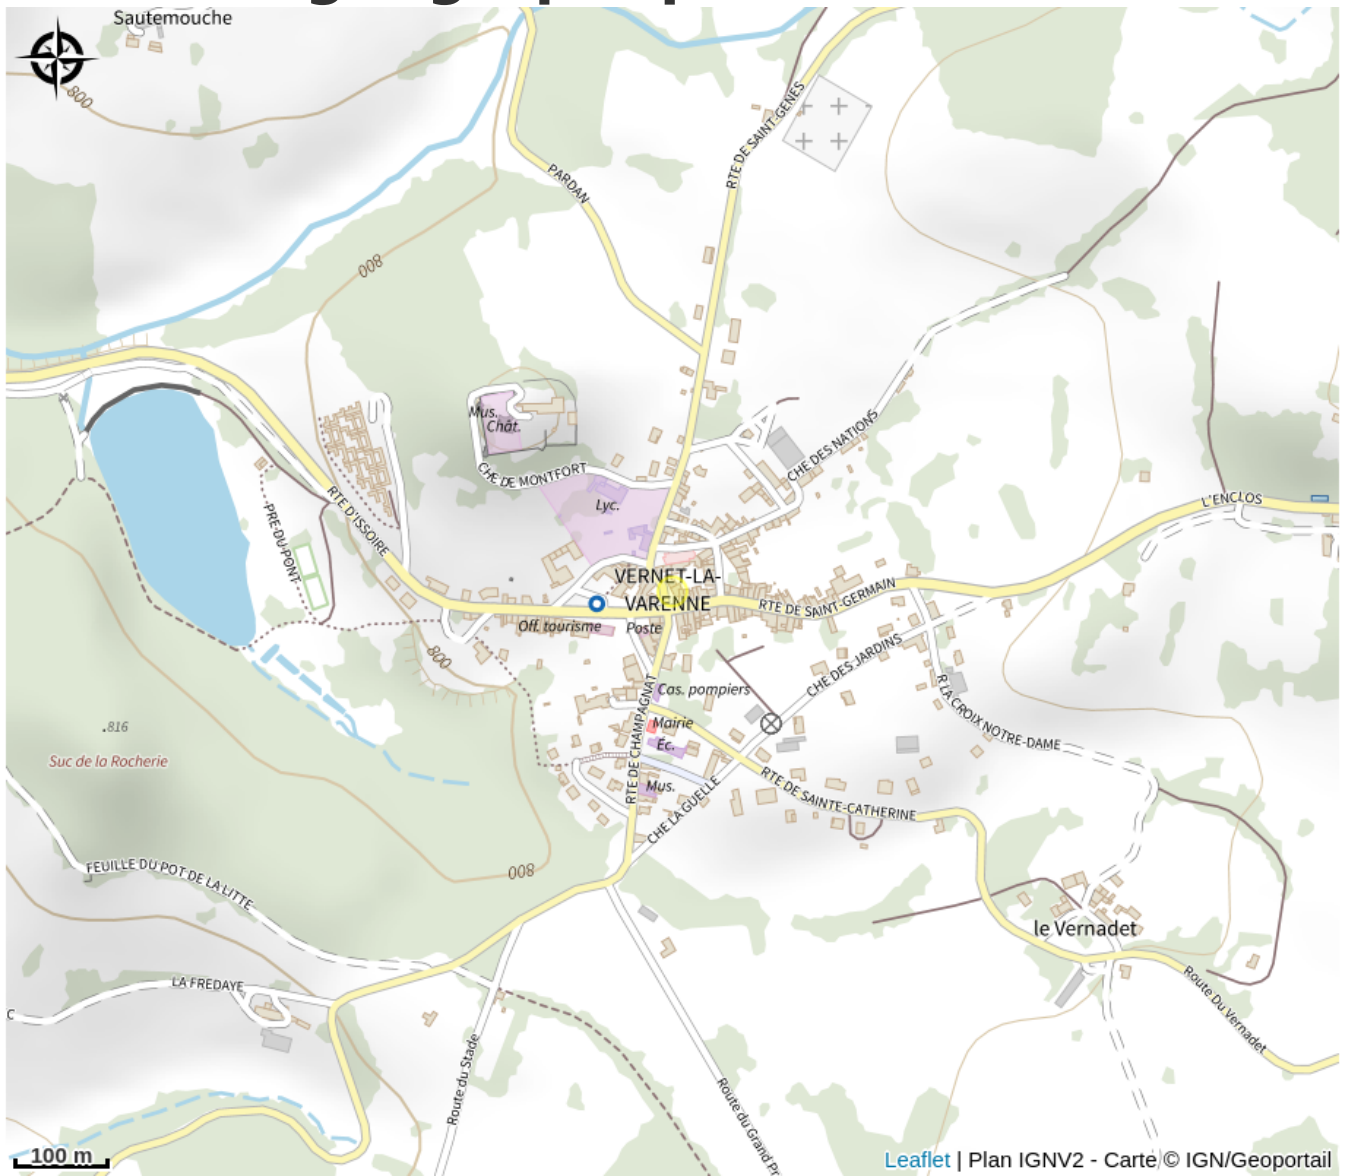 Sautemouche
800
PARDAN
RTE DE SAINT-GENES
800
Mus.
Chât.
CHE DE MONTFORT
CHE DES NATIONS
Lyc.
L'ENCLOS
RTE D'ISSOIRE
PRE DU PONT
VERNET-LA-
VARENNE
RTE DE SAINT-GERMAIN
Off. tourisme
Poste
800
CHE DES JARDINS
Cas. pompiers
R LA CROIX NOTRE-DAME
RTE DE CHAMPAGNAT
Mairie
Éc.
.816
Suc de la Rocherie
Mus.
RTE DE SAINTE-CATHERINE
CHE LA GUELLE
800
FEUILLE DU POT DE LA LITTE
le Vernadet
LA FREDAYE
C
Route Du Vernadet
Route du Stade
Route du Grand Pr
100 m
Leaflet | Plan IGNV2 - Carte © IGN/Geoportail